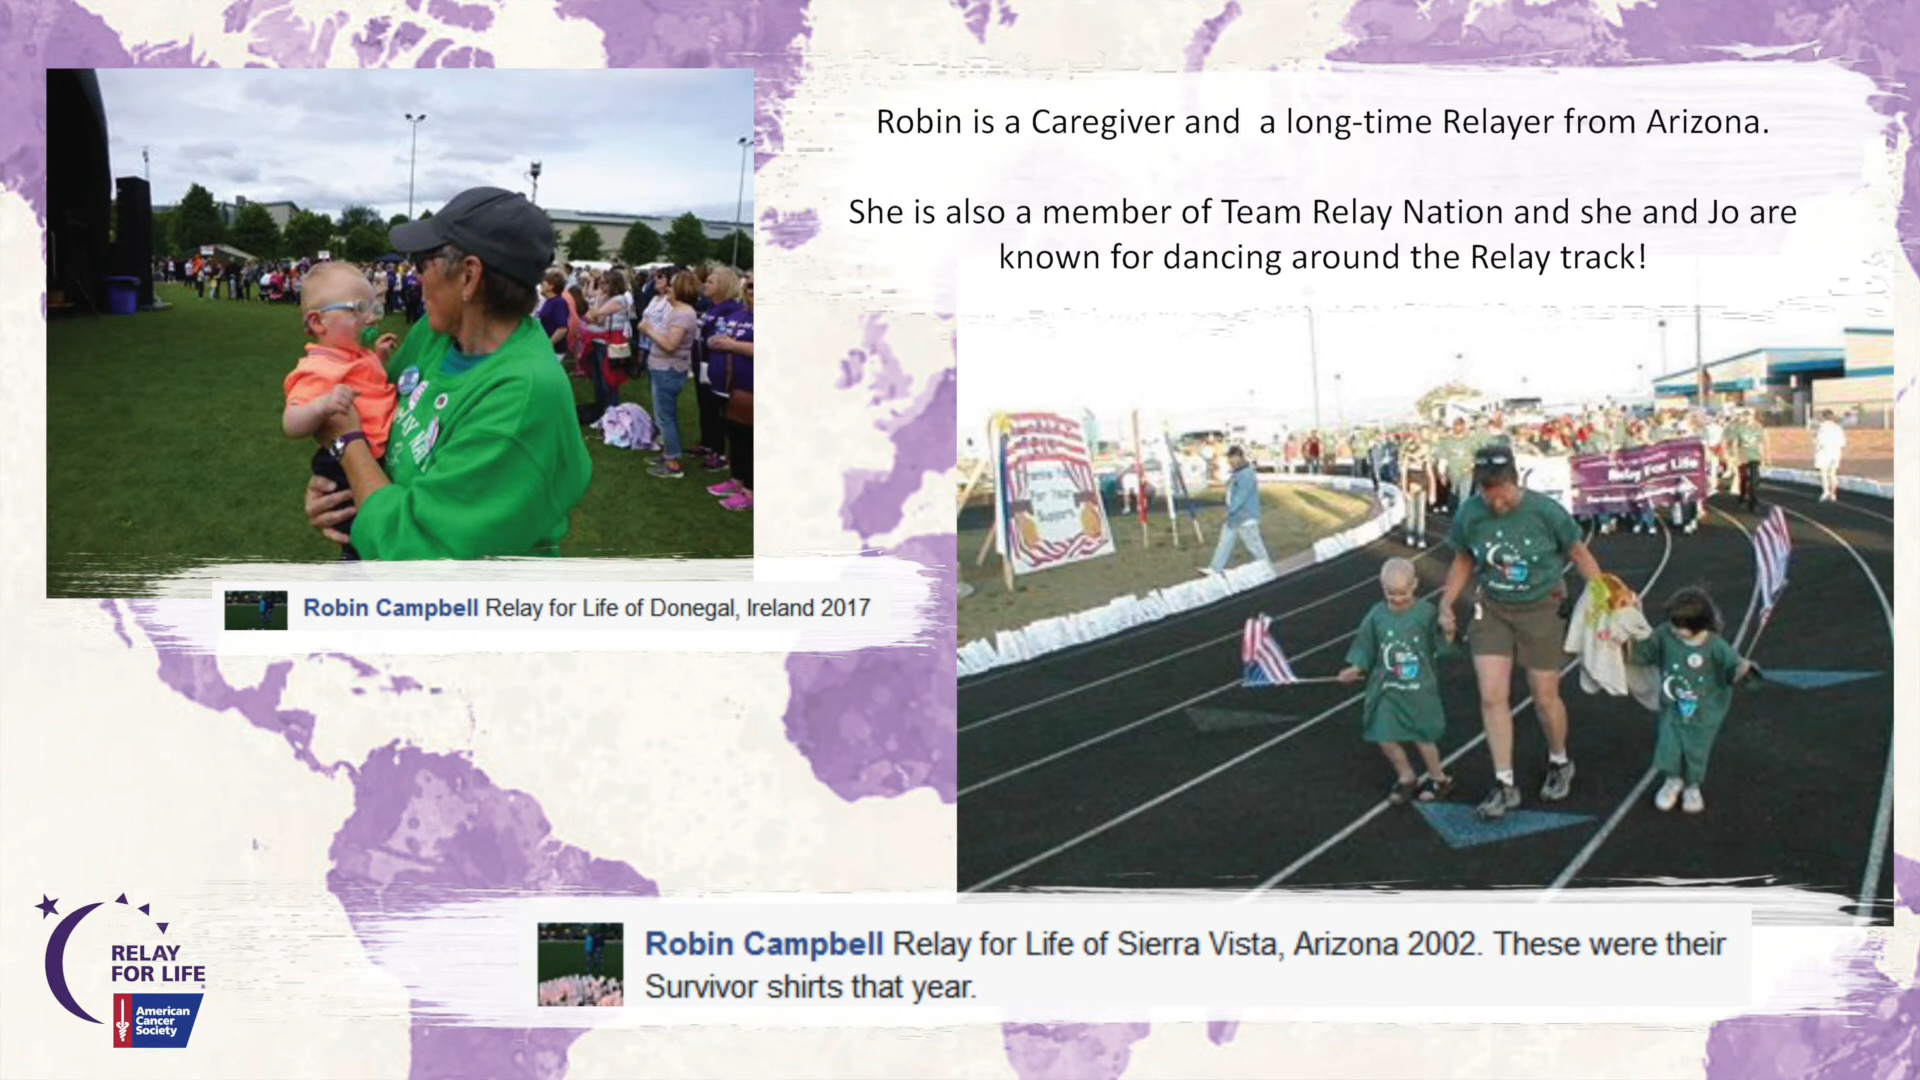 Robin is a Caregiver and  a long-time Relayer from Arizona.
She is also a member of Team Relay Nation and she and Jo are
known for dancing around the Relay track!
Robin Campbell Relay for Life of Donegal, Ireland 2017
Relay For Life
Robin Campbell Relay for Life of Sierra Vista, Arizona 2002. These were their
Survivor shirts that year.
RELAY
FOR LIFE
American
Cancer
Society